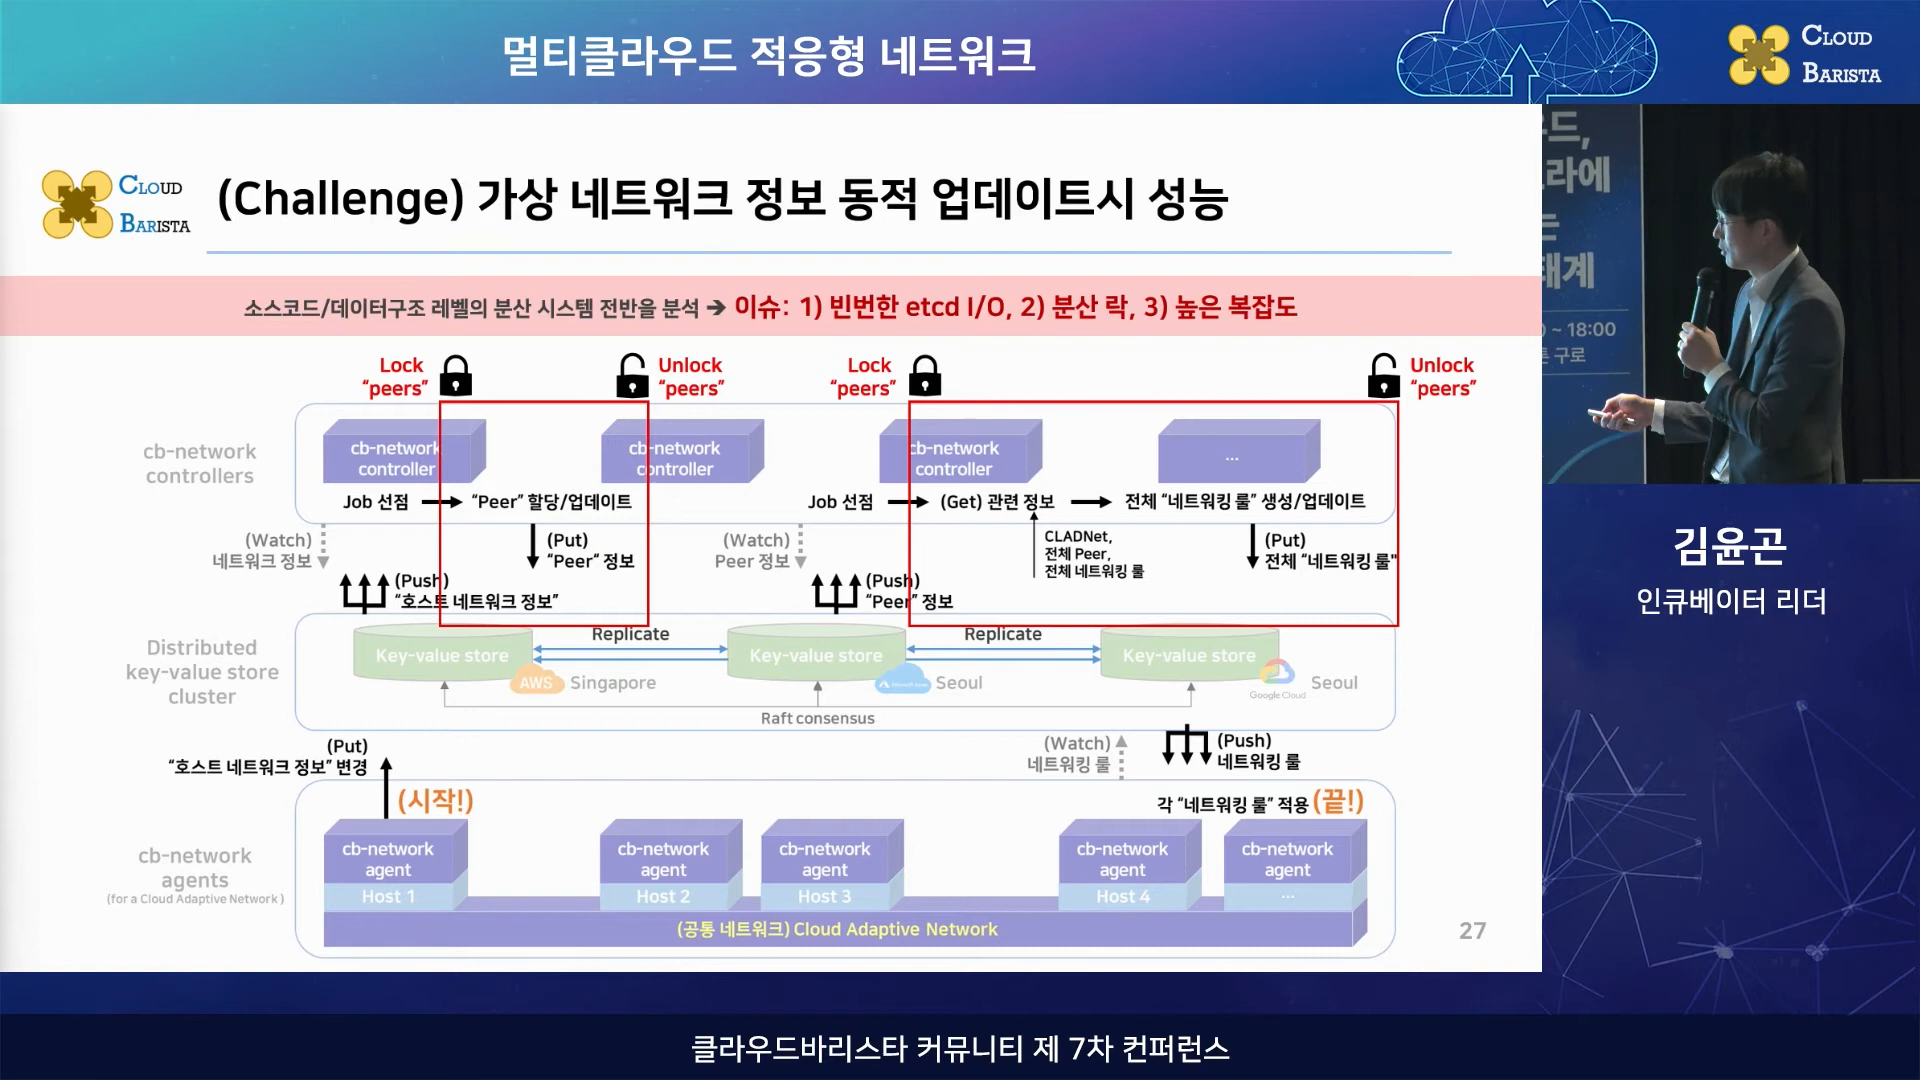 멀티클라우드 적응형 네트워크
CLOUD
BARISTA
CLOUD
BARISTA
(Challenge) 가상 네트워크 정보 동적 업데이트시 성능
소스코드/데이터구조 레벨의 분산 시스템 전반을 분석 → 이슈: 1) 빈번한 etcd I/O, 2) 분산 락, 3) 높은 복잡도
Lock
“peers”
Unlock
“peers”
Lock
“peers”
Unlock
“peers”
cb-network
controllers
cb-network
controller
cb-network
controller
cb-network
controller
...
Job 선점
“Peer” 할당/업데이트
Job 선점
(Get) 관련 정보
전체 “네트워킹 룰” 생성/업데이트
(Watch)
네트워크 정보
(Put)
“Peer” 정보
(Watch)
Peer 정보
CLADNet,
전체 Peer,
전체 네트워킹 룰
(Put)
전체 “네트워킹 룰"
(Push)
“호스트 네트워크 정보”
(Push)
“Peer” 정보
Distributed
key-value store
cluster
Key-value store
Replicate
Key-value store
Replicate
Key-value store
AWS
Singapore
Seoul
Google Cloud
Seoul
Raft consensus
(Put)
“호스트 네트워크 정보” 변경
(시작!)
(Watch)
네트워킹 룰
(Push)
네트워킹 룰
각 “네트워킹 룰” 적용 (끝!)
cb-network
agents
(for a Cloud Adaptive Network)
cb-network
agent
Host 1
cb-network
agent
Host 2
cb-network
agent
Host 3
cb-network
agent
Host 4
cb-network
agent
...
(공통 네트워크) Cloud Adaptive Network
27
드,
라에
는
태계
~ 18:00
구로
김윤곤
인큐베이터 리더
클라우드바리스타 커뮤니티 제 7차 컨퍼런스